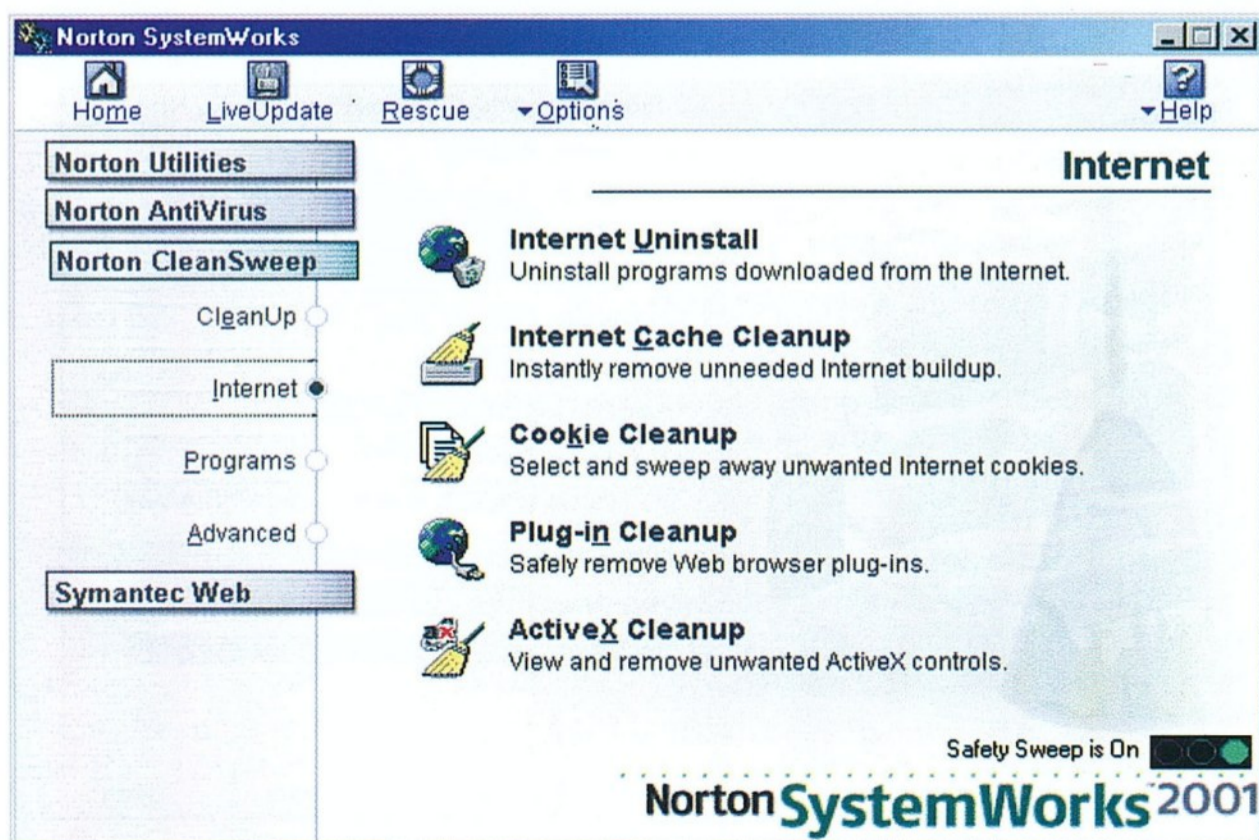 Norton SystemWorks
Home LiveUpdate Rescue Options Help
Norton Utilities
Norton AntiVirus
Norton CleanSweep
CleanUp
Internet
Programs
Advanced
Symantec Web
Internet
Internet Uninstall
Uninstall programs downloaded from the Internet.
Internet Cache Cleanup
Instantly remove unneeded Internet buildup.
Cookie Cleanup
Select and sweep away unwanted Internet cookies.
Plug-in Cleanup
Safely remove Web browser plug-ins.
ActiveX Cleanup
View and remove unwanted ActiveX controls.
Safety Sweep is On
Norton SystemWorks 2001